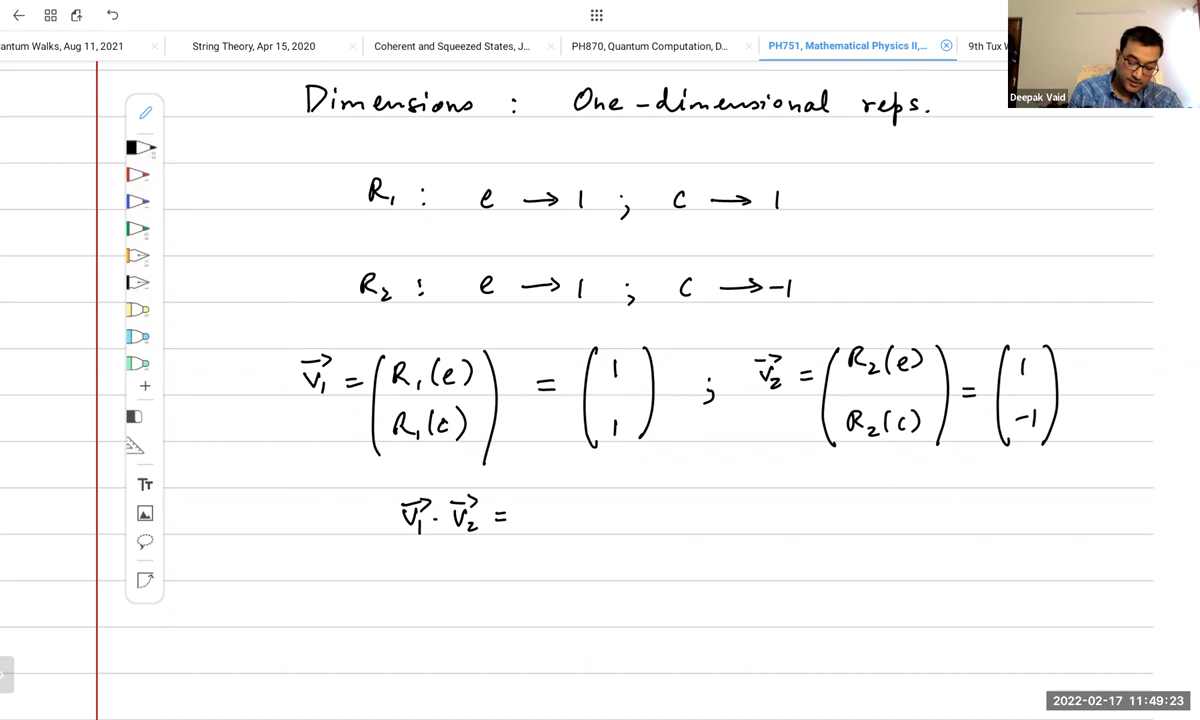 antum Walks, Aug 11, 2021 String Theory, Apr 15, 2020 Coherent and Squeezed States, J... PH870, Quantum Computation, D... PH751, Mathematical Physics II,... 9th Tux W
Deepak Vaid
Dimensions : One-dimensional reps.
R₁ : e → 1 ; c → 1
R₂ : e → 1 ; c → -1
v₁⃗ = (R₁(e) R₁(c)) = (1 1) ; v₂⃗ = (R₂(e) R₂(c)) = (1 -1)
v₁⃗ · v₂⃗ =
TT
2022-02-17 11:49:23